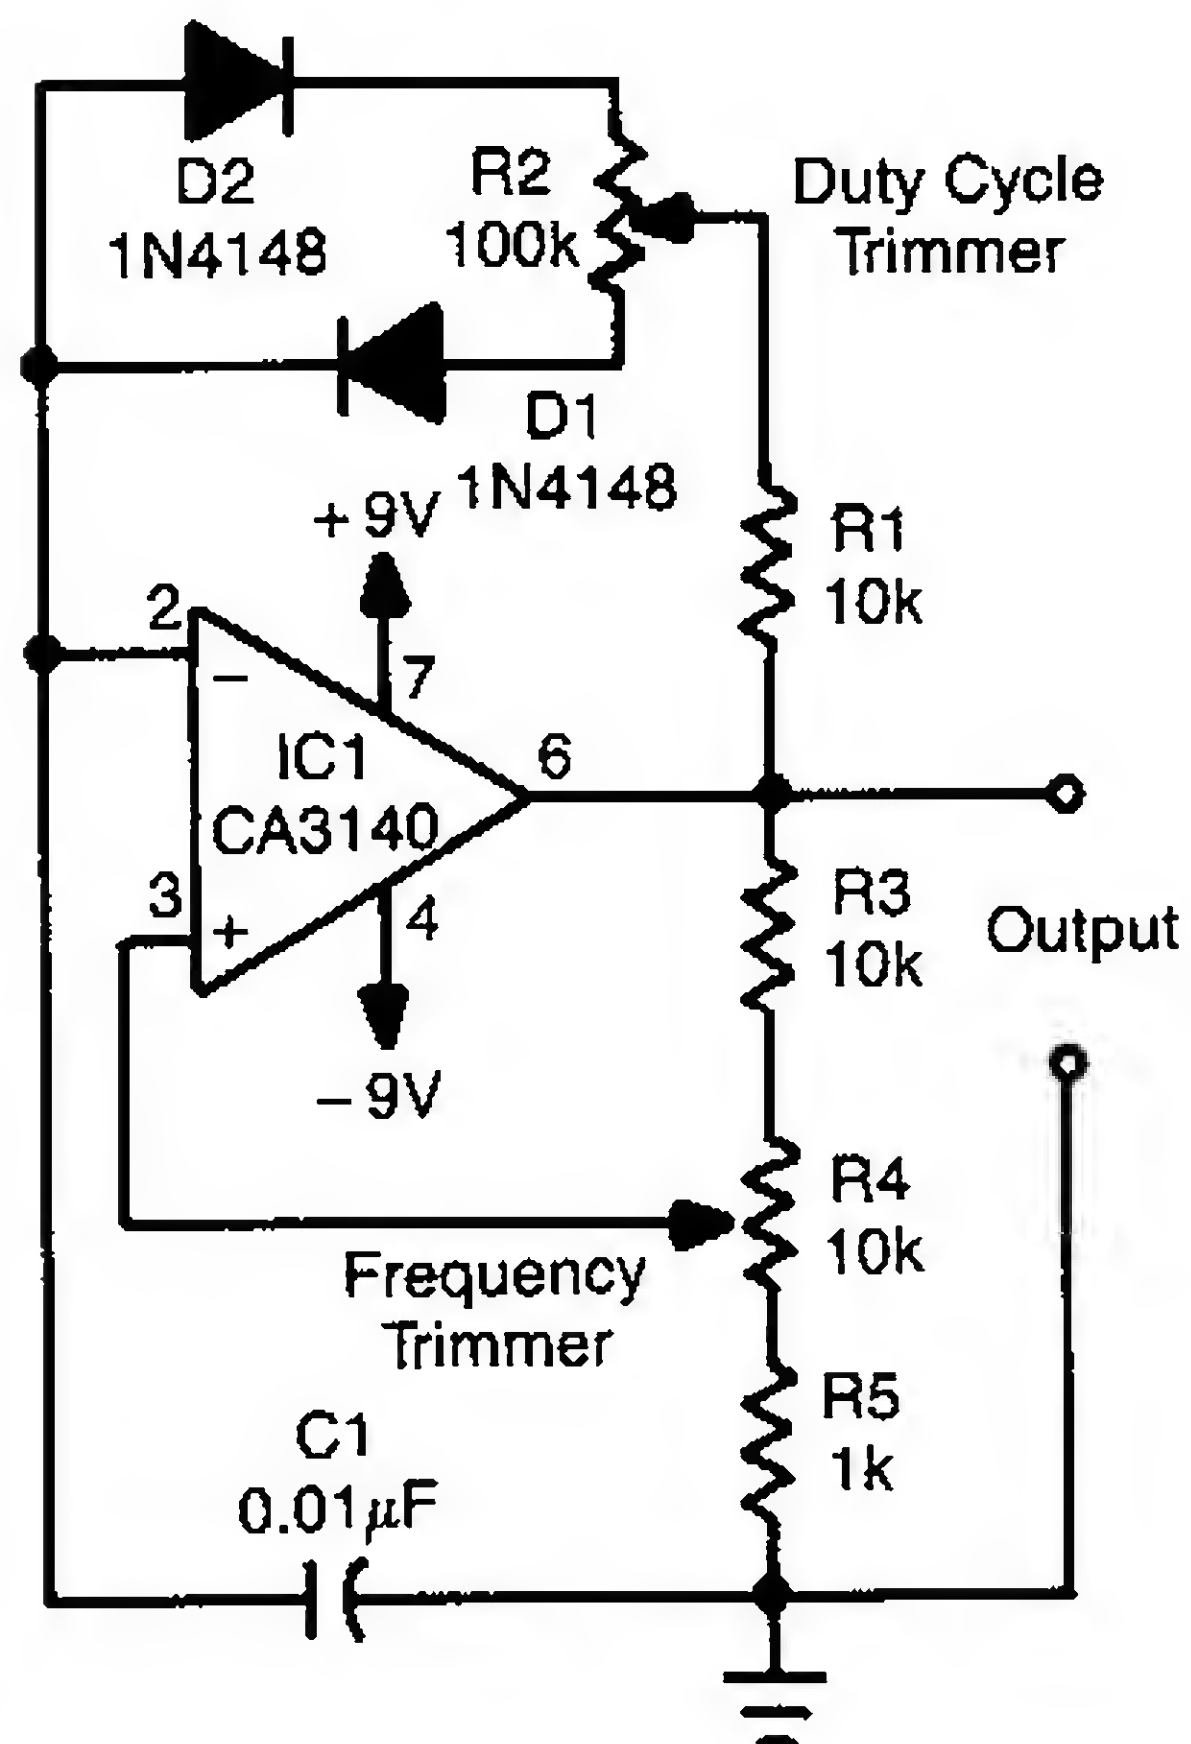 D2
1N4148
R2
100k
Duty Cycle
Trimmer
D1
1N4148
+9V
R1
10k
2
−
7
IC1
CA3140
6
3
+
4
−9V
R3
10k
Output
R4
10k
Frequency
Trimmer
R5
1k
C1
0.01μF